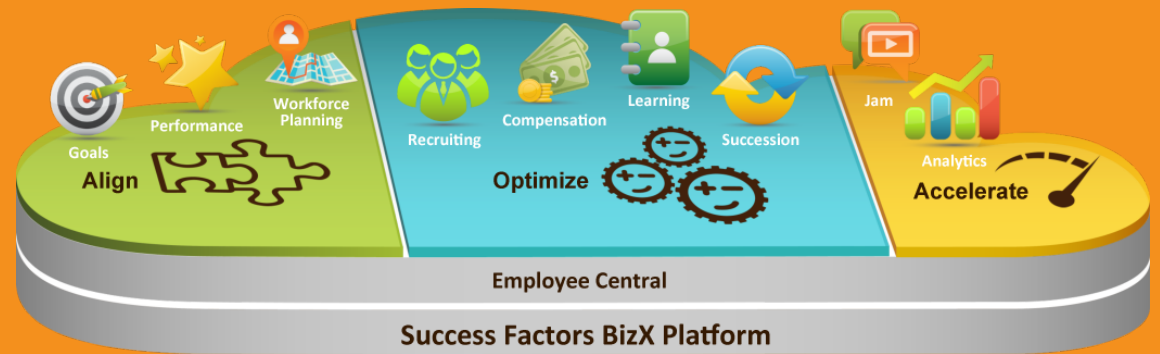 Goals
Performance
Workforce
Planning
Align
Recruiting
Compensation
$
Learning
Succession
Optimize
Jam
Analytics
Accelerate
Employee Central
Success Factors BizX Platform